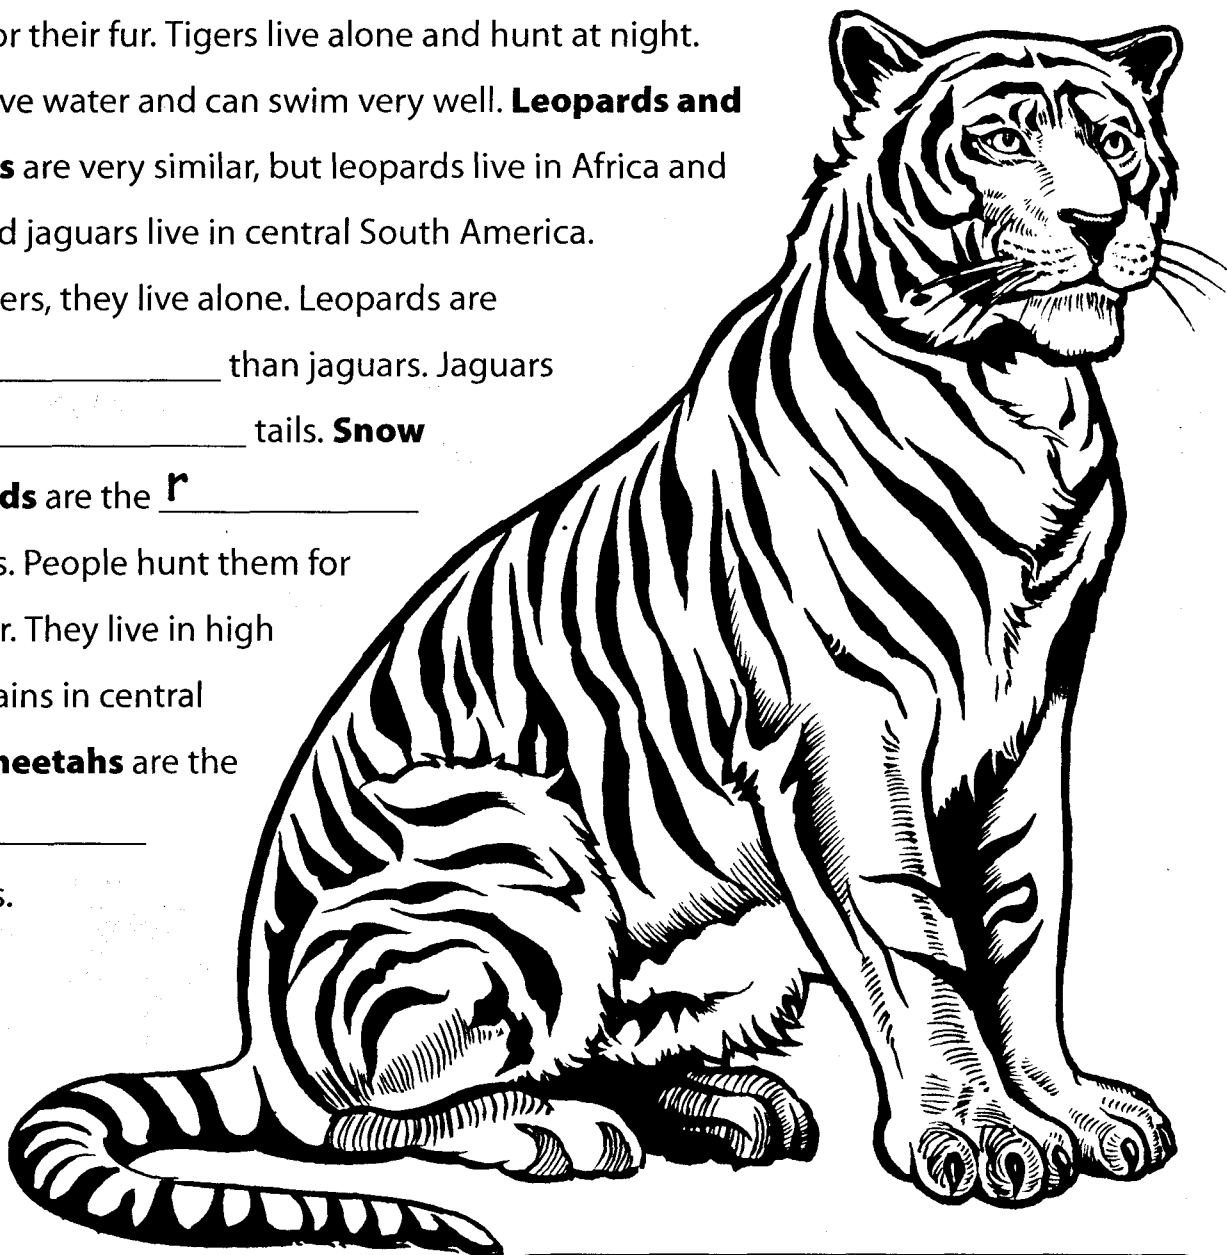 or their fur. Tigers live alone and hunt at night.
ve water and can swim very well. Leopards and
s are very similar, but leopards live in Africa and
d jaguars live in central South America.
ers, they live alone. Leopards are
than jaguars. Jaguars
tails. Snow
ds are the r
s. People hunt them for
r. They live in high
ains in central
heetahs are the
s.